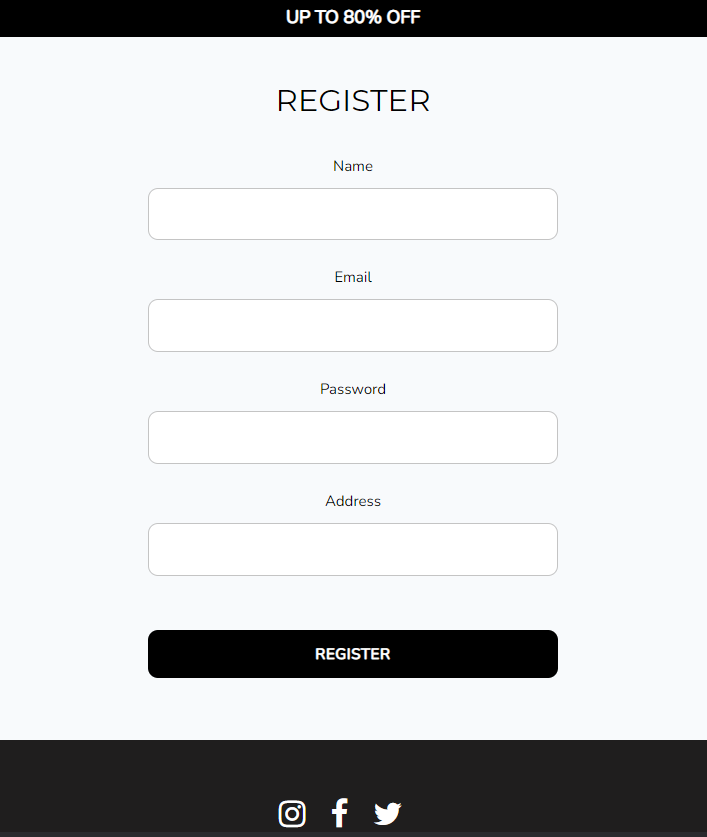 UP TO 80% OFF
REGISTER
Name
Email
Password
Address
REGISTER